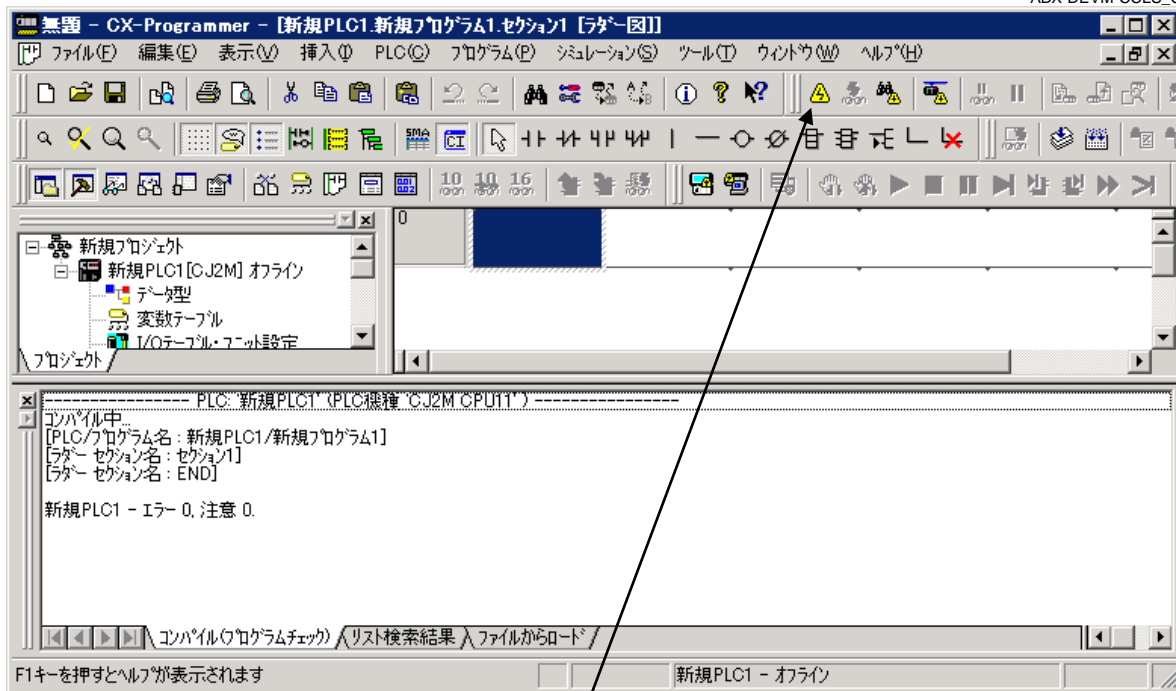 無題 - CX-Programmer - [新規PLC1.新規プログラム1.セクション1 [ラダー図]]
ファイル(F) 編集(E) 表示(V) 挿入(I) PLC(C) プログラム(P) シミュレーション(S) ツール(T) ウィンドウ(W) ヘルプ(H)
SMA
CI
10 10 16
0
新規プロジェクト
新規PLC1[CJ2M] オフライン
データ型
変数テーブル
I/Oテーブル・ユニット設定
プロジェクト
---------------- PLC: '新規PLC1' (PLC機種 'CJ2M CPU11') ----------------
コンパイル中...
[PLC/プログラム名 : 新規PLC1/新規プログラム1]
[ラダー セクション名 : セクション1]
[ラダー セクション名 : END]
新規PLC1 - エラー 0, 注意 0.
コンパイル(プログラムチェック) リスト検索結果 ファイルからロード
F1キーを押すとヘルプが表示されます
新規PLC1 - オフライン